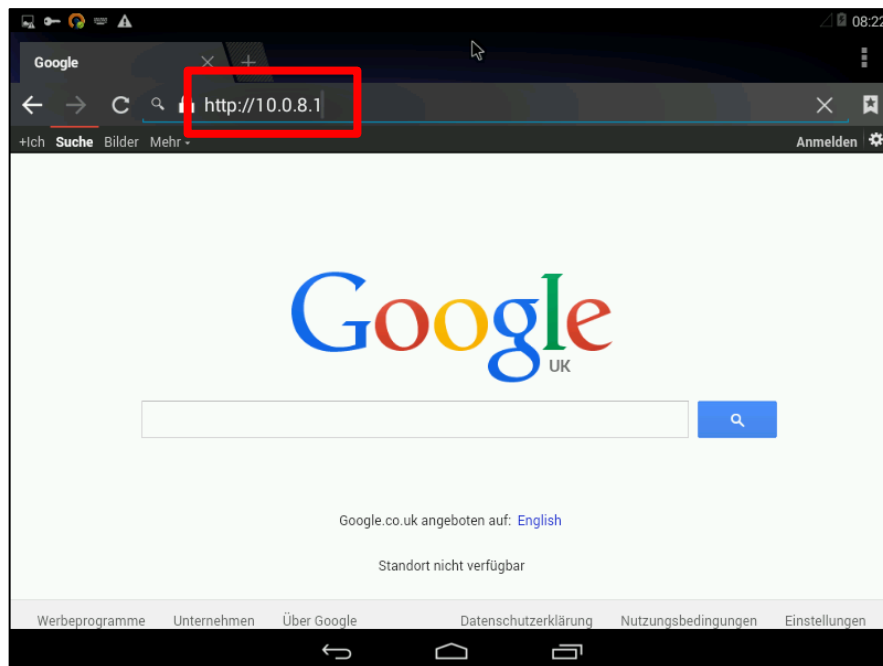 08:22
Google
http://10.0.8.1
+Ich Suche Bilder Mehr
Anmelden
Google
UK
Google.co.uk angeboten auf: English
Standort nicht verfügbar
Werbeprogramme Unternehmen Über Google Datenschutzerklärung Nutzungsbedingungen Einstellungen